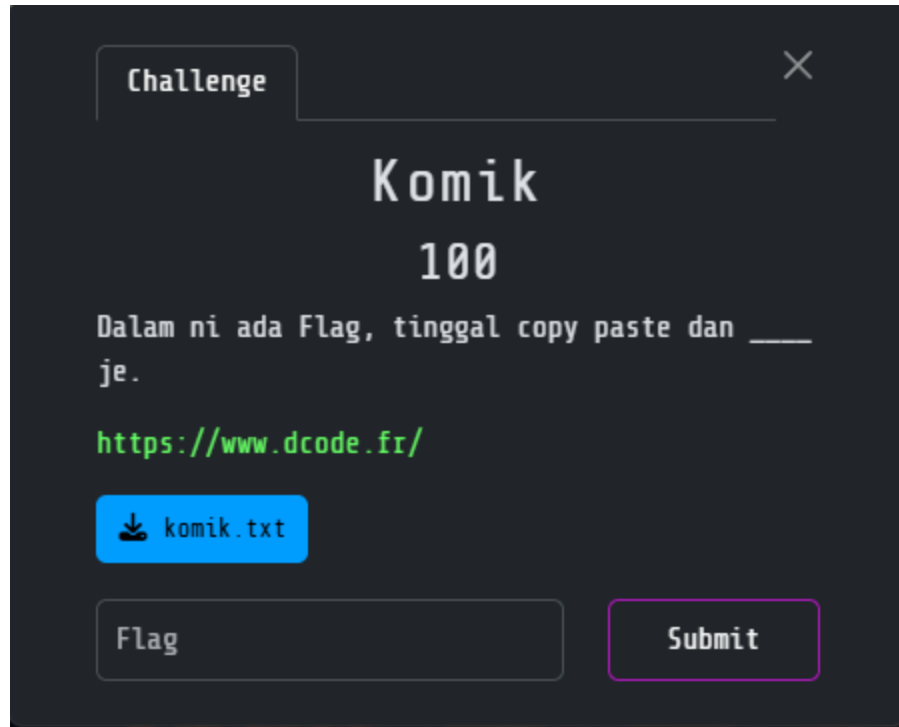 Challenge
Komik
100
Dalam ni ada Flag, tinggal copy paste dan ____
je.
https://www.dcode.fr/
komik.txt
Flag
Submit